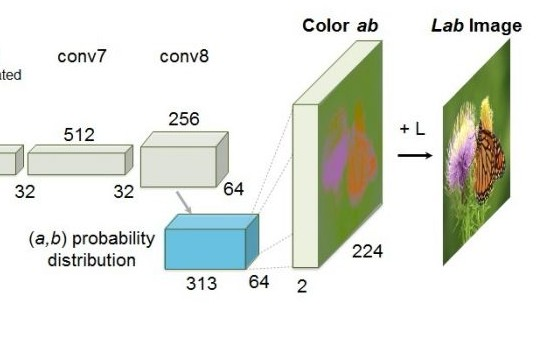 Color ab
Lab Image
conv7
conv8
512
256
+ L
32
32
64
(a,b) probability
distribution
313
64
2
224